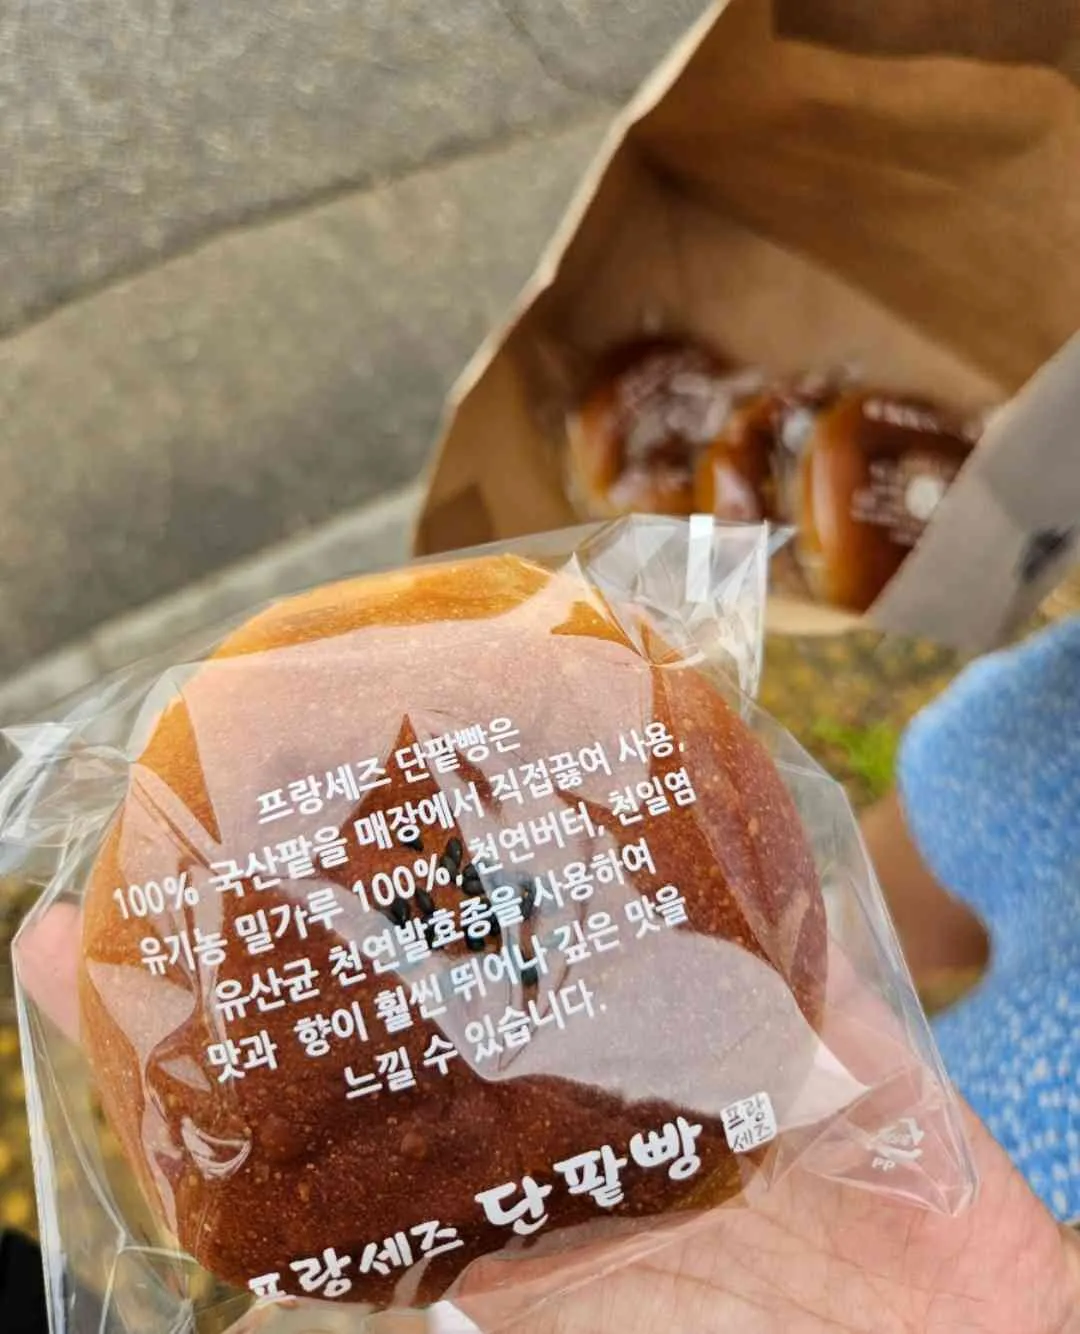 프랑세즈 단팥빵은
100% 국산팥을 매장에서 직접끓여 사용,
유기농 밀가루 100%, 천연버터, 천일염
유산균 천연발효종을 사용하여
맛과 향이 훨씬 뛰어나 깊은 맛을
느낄 수 있습니다.
프랑세즈 단팥빵
프랑
세즈
PP